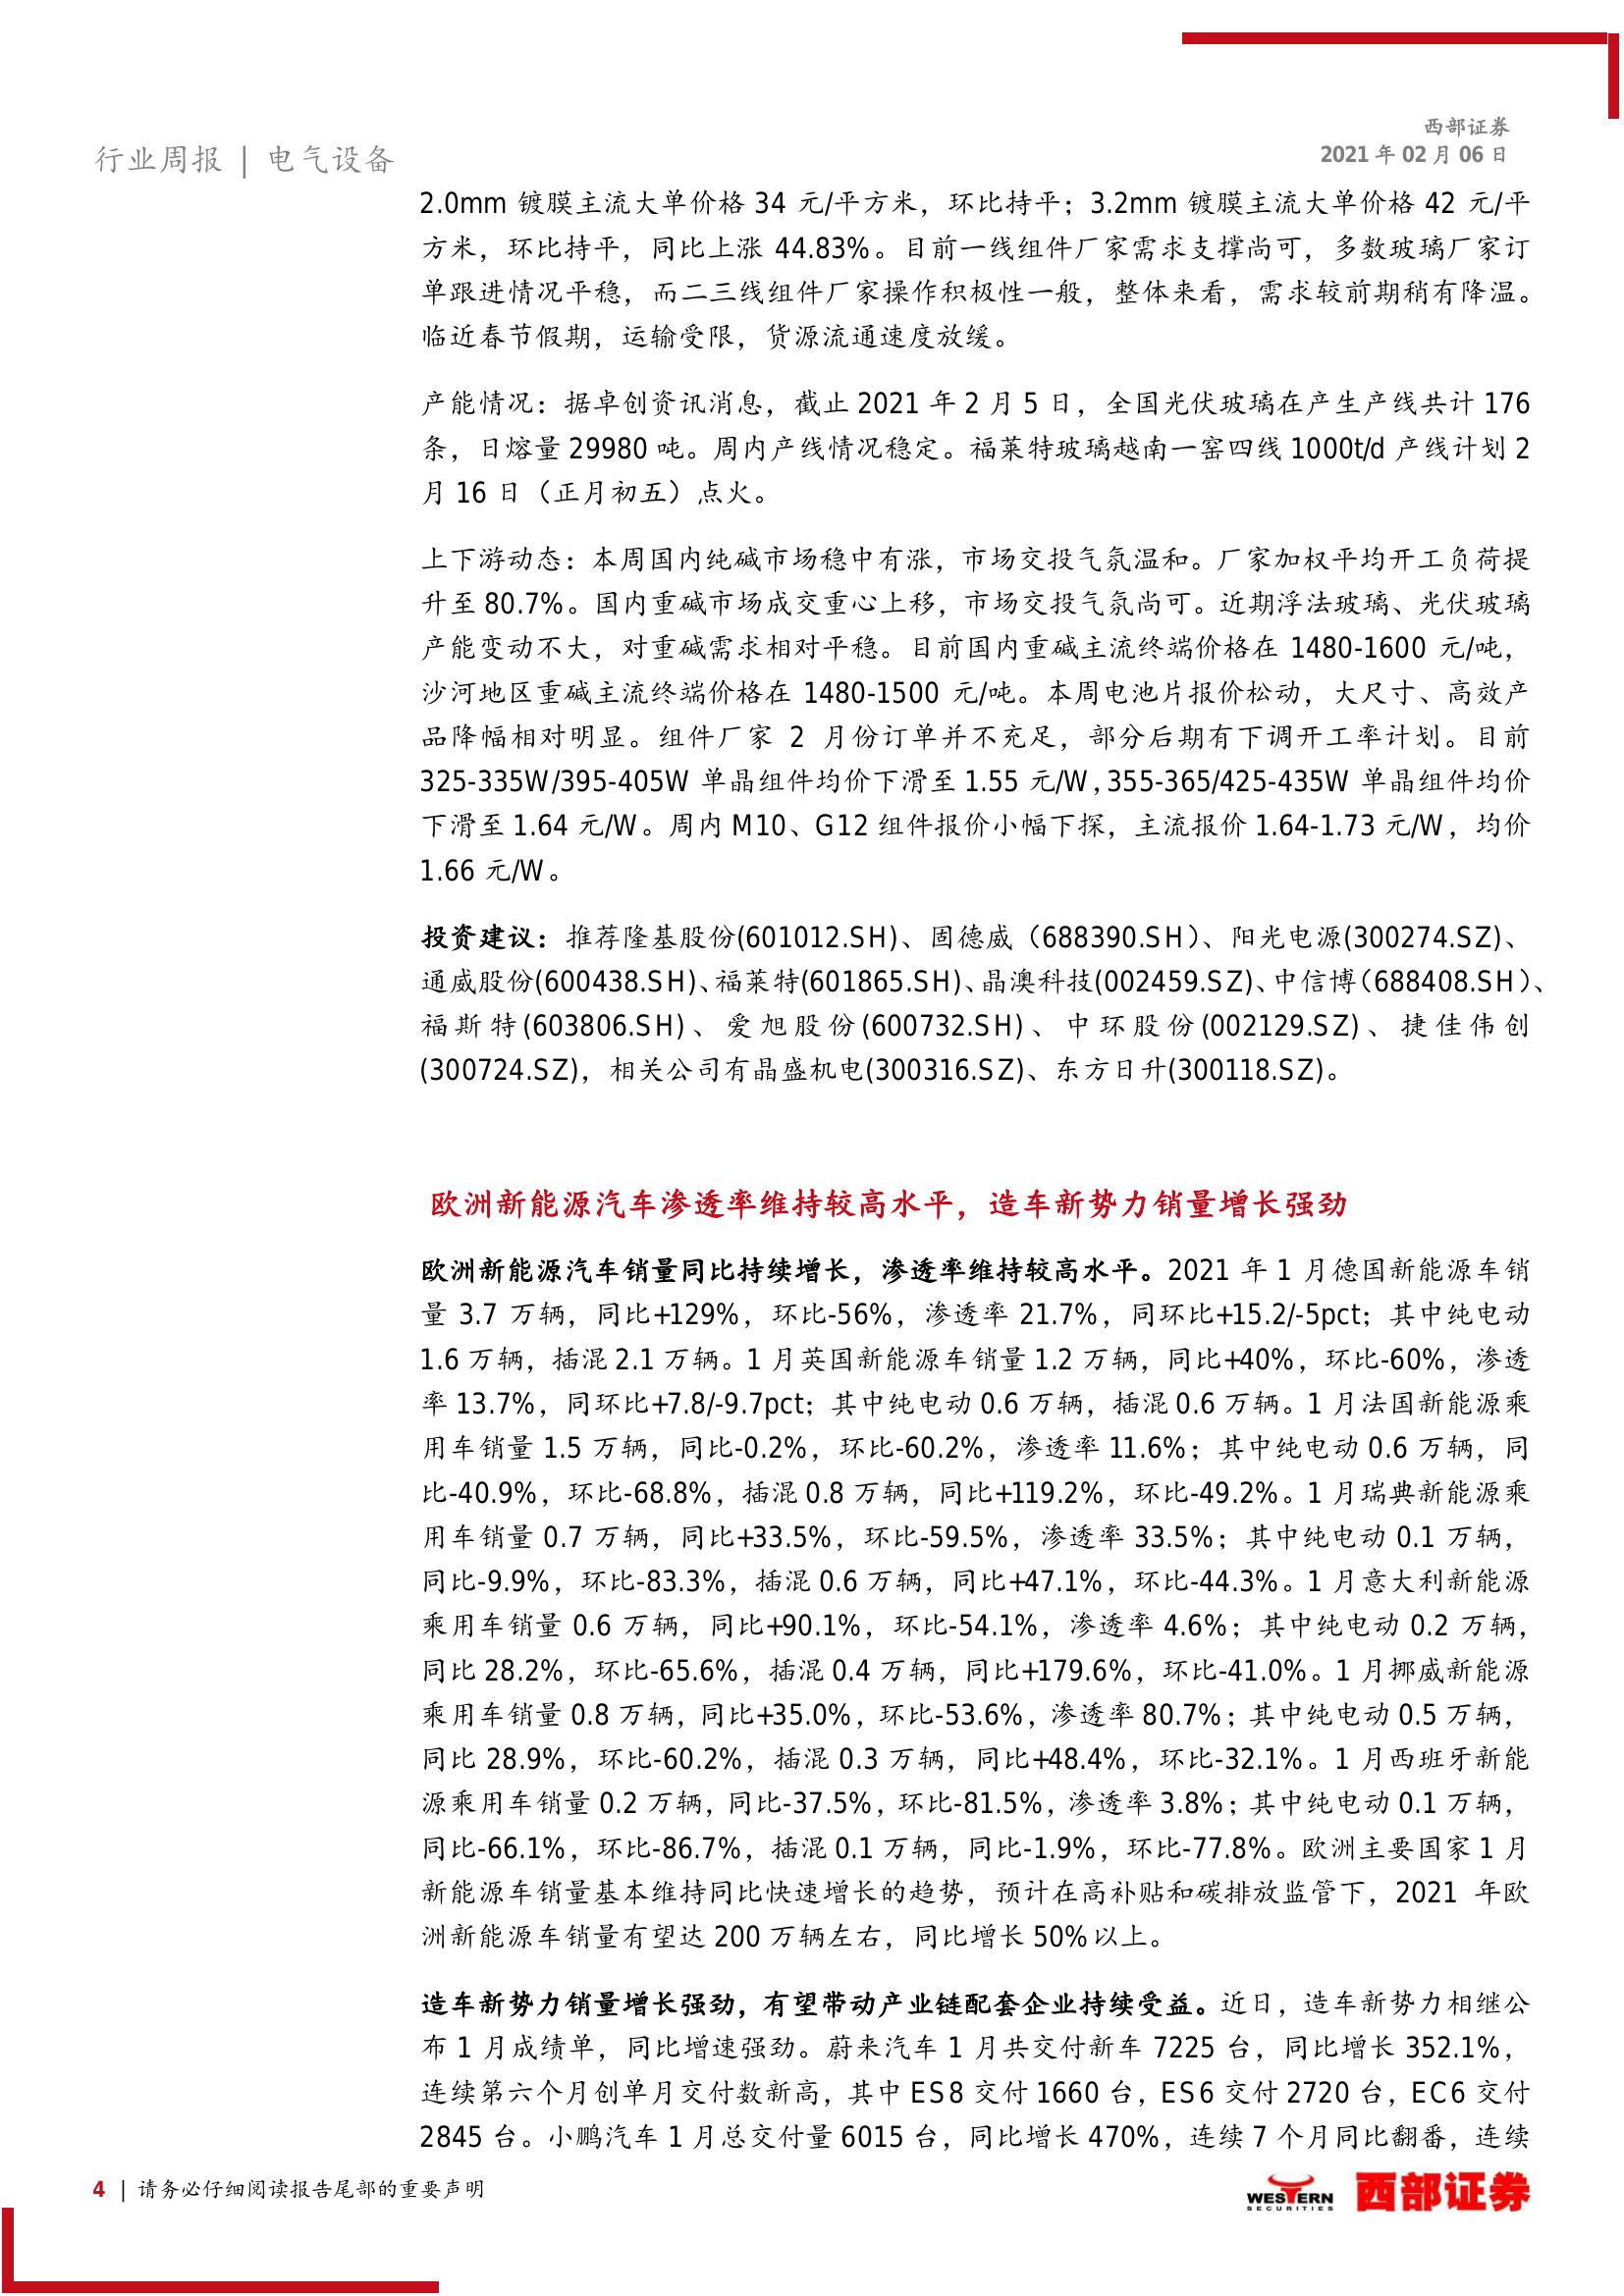 西部证券
行业周报 | 电气设备
2021 年 02 月 06 日
2.0mm 镀膜主流大单价格 34 元/平方米，环比持平；3.2mm 镀膜主流大单价格 42 元/平
方米，环比持平，同比上涨 44.83%。目前一线组件厂家需求支撑尚可，多数玻璃厂家订
单跟进情况平稳，而二三线组件厂家操作积极性一般，整体来看，需求较前期稍有降温。
临近春节假期，运输受限，货源流通速度放缓。
产能情况：据卓创资讯消息，截止 2021 年 2 月 5 日，全国光伏玻璃在产生产线共计 176
条，日熔量 29980 吨。周内产线情况稳定。福莱特玻璃越南一窑四线 1000t/d 产线计划 2
月 16 日（正月初五）点火。
上下游动态：本周国内纯碱市场稳中有涨，市场交投气氛温和。厂家加权平均开工负荷提
升至 80.7%。国内重碱市场成交重心上移，市场交投气氛尚可。近期浮法玻璃、光伏玻璃
产能变动不大，对重碱需求相对平稳。目前国内重碱主流终端价格在 1480-1600 元/吨，
沙河地区重碱主流终端价格在 1480-1500 元/吨。本周电池片报价松动，大尺寸、高效产
品降幅相对明显。组件厂家 2 月份订单并不充足，部分后期有下调开工率计划。目前
325-335W/395-405W 单晶组件均价下滑至 1.55 元/W，355-365/425-435W 单晶组件均价
下滑至 1.64 元/W。周内 M10、G12 组件报价小幅下探，主流报价 1.64-1.73 元/W，均价
1.66 元/W。
投资建议：推荐隆基股份(601012.SH)、固德威（688390.SH）、阳光电源(300274.SZ)、
通威股份(600438.SH)、福莱特(601865.SH)、晶澳科技(002459.SZ)、中信博（688408.SH）、
福斯特(603806.SH)、爱旭股份(600732.SH)、中环股份(002129.SZ)、捷佳伟创
(300724.SZ)，相关公司有晶盛机电(300316.SZ)、东方日升(300118.SZ)。
欧洲新能源汽车渗透率维持较高水平，造车新势力销量增长强劲
欧洲新能源汽车销量同比持续增长，渗透率维持较高水平。2021 年 1 月德国新能源车销
量 3.7 万辆，同比+129%，环比-56%，渗透率 21.7%，同环比+15.2/-5pct；其中纯电动
1.6 万辆，插混 2.1 万辆。1 月英国新能源车销量 1.2 万辆，同比+40%，环比-60%，渗透
率 13.7%，同环比+7.8/-9.7pct；其中纯电动 0.6 万辆，插混 0.6 万辆。1 月法国新能源乘
用车销量 1.5 万辆，同比-0.2%，环比-60.2%，渗透率 11.6%；其中纯电动 0.6 万辆，同
比-40.9%，环比-68.8%，插混 0.8 万辆，同比+119.2%，环比-49.2%。1 月瑞典新能源乘
用车销量 0.7 万辆，同比+33.5%，环比-59.5%，渗透率 33.5%；其中纯电动 0.1 万辆，
同比-9.9%，环比-83.3%，插混 0.6 万辆，同比+47.1%，环比-44.3%。1 月意大利新能源
乘用车销量 0.6 万辆，同比+90.1%，环比-54.1%，渗透率 4.6%；其中纯电动 0.2 万辆，
同比 28.2%，环比-65.6%，插混 0.4 万辆，同比+179.6%，环比-41.0%。1 月挪威新能源
乘用车销量 0.8 万辆，同比+35.0%，环比-53.6%，渗透率 80.7%；其中纯电动 0.5 万辆，
同比 28.9%，环比-60.2%，插混 0.3 万辆，同比+48.4%，环比-32.1%。1 月西班牙新能
源乘用车销量 0.2 万辆，同比-37.5%，环比-81.5%，渗透率 3.8%；其中纯电动 0.1 万辆，
同比-66.1%，环比-86.7%，插混 0.1 万辆，同比-1.9%，环比-77.8%。欧洲主要国家 1 月
新能源车销量基本维持同比快速增长的趋势，预计在高补贴和碳排放监管下，2021 年欧
洲新能源车销量有望达 200 万辆左右，同比增长 50%以上。
造车新势力销量增长强劲，有望带动产业链配套企业持续受益。近日，造车新势力相继公
布 1 月成绩单，同比增速强劲。蔚来汽车 1 月共交付新车 7225 台，同比增长 352.1%，
连续第六个月创单月交付数新高，其中 ES8 交付 1660 台，ES6 交付 2720 台，EC6 交付
2845 台。小鹏汽车 1 月总交付量 6015 台，同比增长 470%，连续 7 个月同比翻番，连续
4 | 请务必仔细阅读报告尾部的重要声明
WESTERN
SECURITIES
西部证券